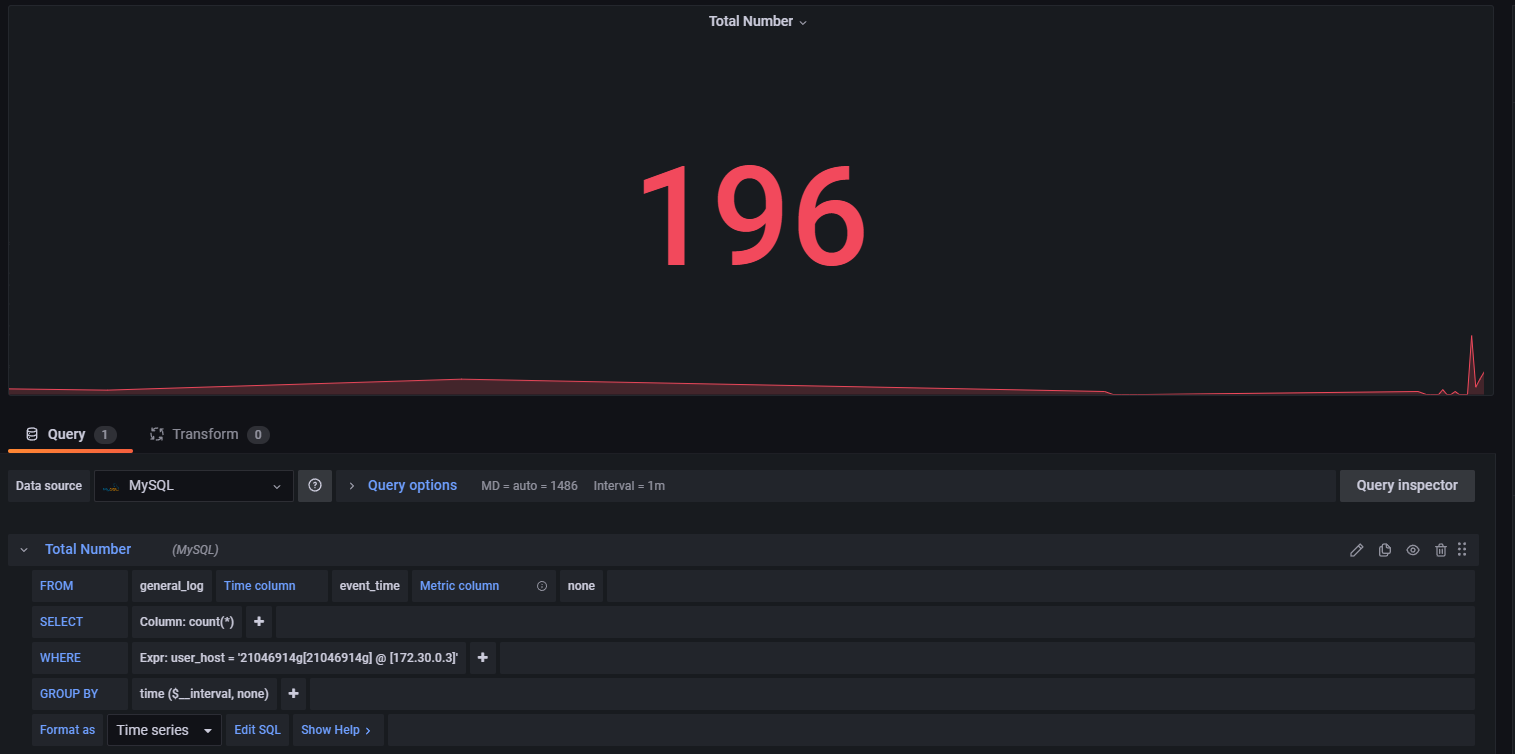 Total Number
196
Query 1 Transform 0
Data source MySQL Query options MD = auto = 1486 Interval = 1m Query inspector
Total Number (MySQL)
FROM general_log Time column event_time Metric column none
SELECT Column: count(*) +
WHERE Expr: user_host = '21046914g[21046914g] @ [172.30.0.3]' +
GROUP BY time ($__interval, none) +
Format as Time series Edit SQL Show Help >